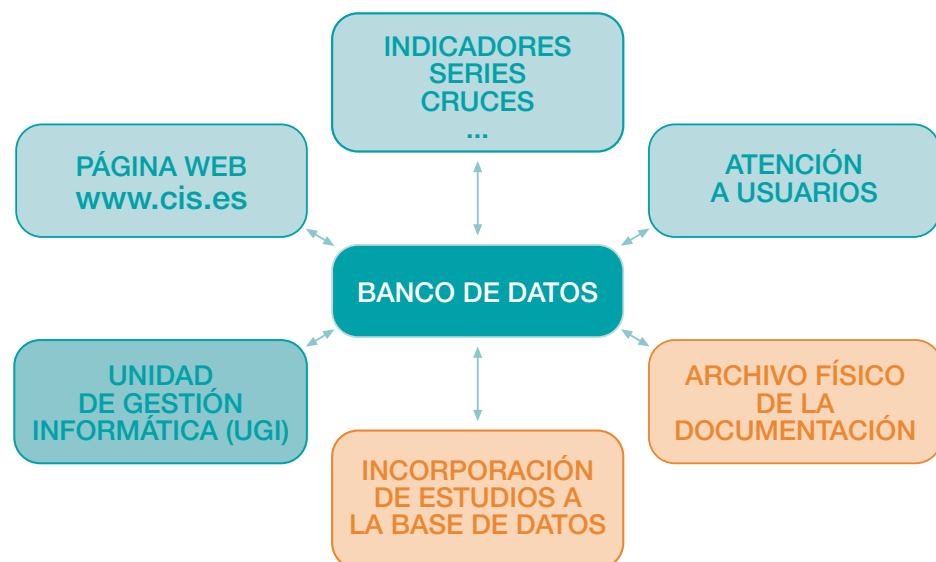 INDICADORES
SERIES
CRUCES
...
PÁGINA WEB
www.cis.es
ATENCIÓN
A USUARIOS
BANCO DE DATOS
UNIDAD
DE GESTIÓN
INFORMÁTICA (UGI)
ARCHIVO FÍSICO
DE LA
DOCUMENTACIÓN
INCORPORACIÓN
DE ESTUDIOS A
LA BASE DE DATOS